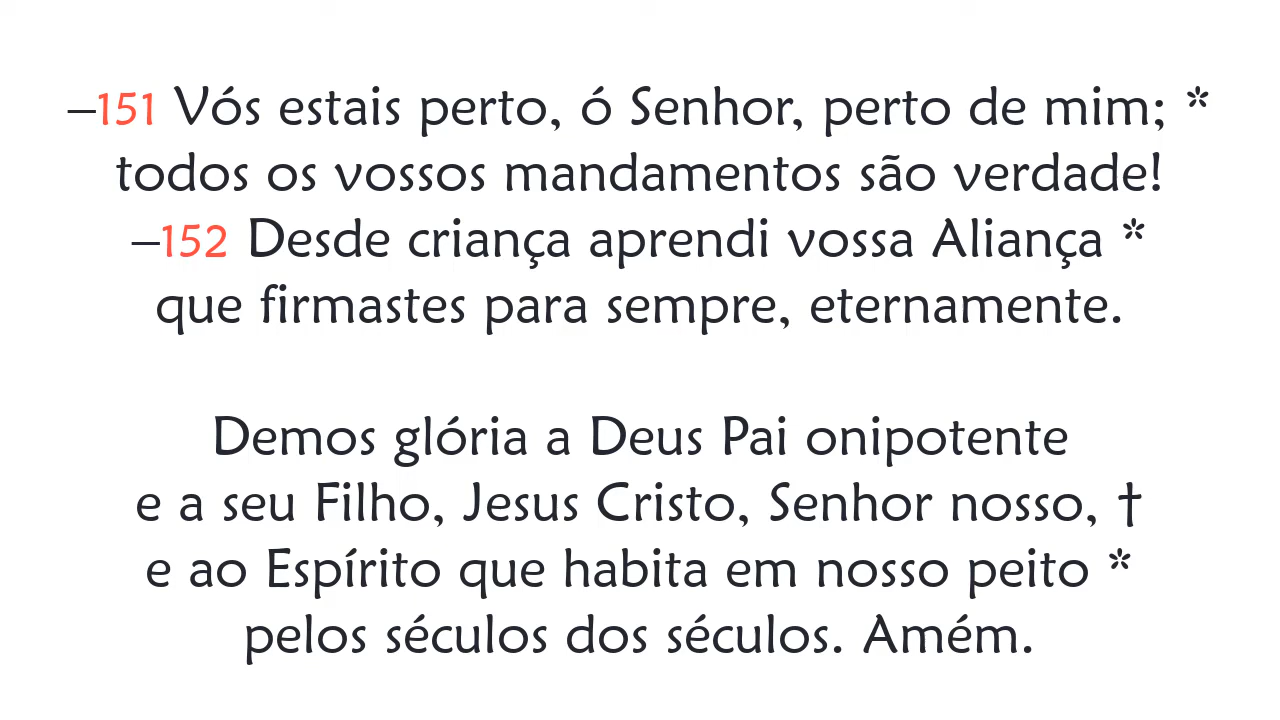 –151 Vós estais perto, ó Senhor, perto de mim; *
todos os vossos mandamentos são verdade!
–152 Desde criança aprendi vossa Aliança *
que firmastes para sempre, eternamente.
Demos glória a Deus Pai onipotente
e a seu Filho, Jesus Cristo, Senhor nosso, †
e ao Espírito que habita em nosso peito *
pelos séculos dos séculos. Amém.